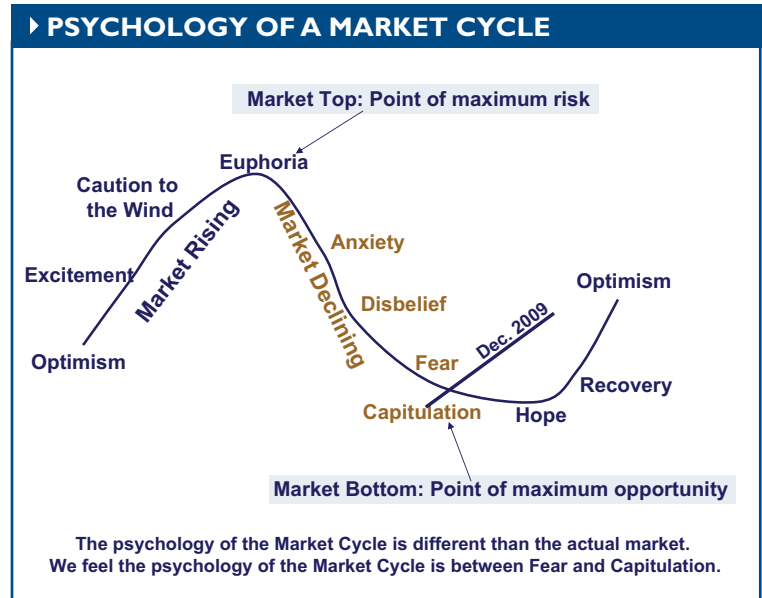 PSYCHOLOGY OF A MARKET CYCLE
Market Top: Point of maximum risk
Euphoria
Caution to
the Wind
Market Rising
Market Declining
Anxiety
Excitement
Optimism
Disbelief
Optimism
Dec. 2009
Fear
Recovery
Capitulation
Hope
Optimism
Market Bottom: Point of maximum opportunity
The psychology of the Market Cycle is different than the actual market.
We feel the psychology of the Market Cycle is between Fear and Capitulation.